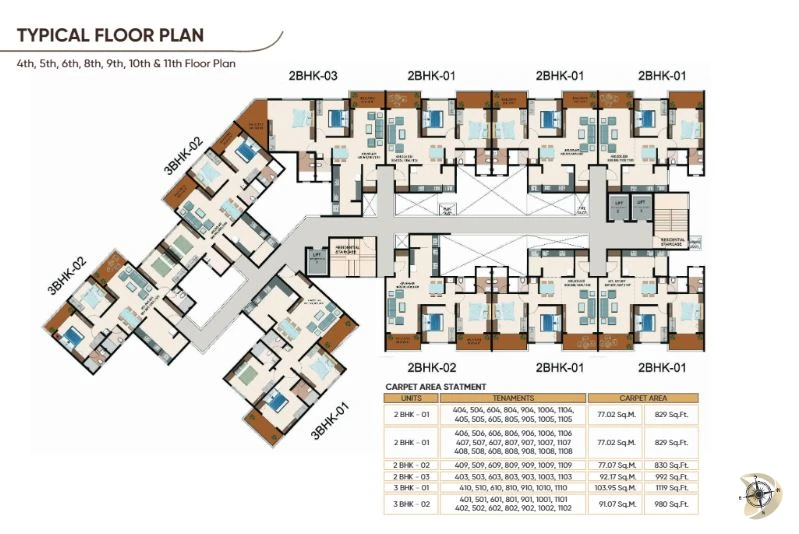 TYPICAL FLOOR PLAN
4th, 5th, 6th, 8th, 9th, 10th & 11th Floor Plan
2BHK-03
2BHK-01
2BHK-01
2BHK-01
3BHK-02
3BHK-02
LIFT
LIFT
RESIDENTIAL
STAIRCASE
LIFT
RESIDENTIAL
STAIRCASE
3BHK-01
2BHK-02
2BHK-01
2BHK-01
CARPET AREA STATMENT
UNITS TENAMENTS CARPET AREA
2 BHK - 01 404, 504, 604, 804, 904, 1004, 1104, 77.02 Sq.M. 829 Sq.Ft.
405, 505, 605, 805, 905, 1005, 1105
406, 506, 606, 806, 906, 1006, 1106
2 BHK - 01 407, 507, 607, 807, 907, 1007, 1107 77.02 Sq.M. 829 Sq.Ft.
408, 508, 608, 808, 908, 1008, 1108
2 BHK - 02 409, 509, 609, 809, 909, 1009, 1109 77.07 Sq.M. 830 Sq.Ft.
2 BHK - 03 403, 503, 603, 803, 903, 1003, 1103 92.17 Sq.M. 992 Sq.Ft.
3 BHK - 01 410, 510, 610, 810, 910, 1010, 1110 103.95 Sq.M. 1119 Sq.Ft.
3 BHK - 02 401, 501, 601, 801, 901, 1001, 1101 91.07 Sq.M. 980 Sq.Ft.
402, 502, 602, 802, 902, 1002, 1102